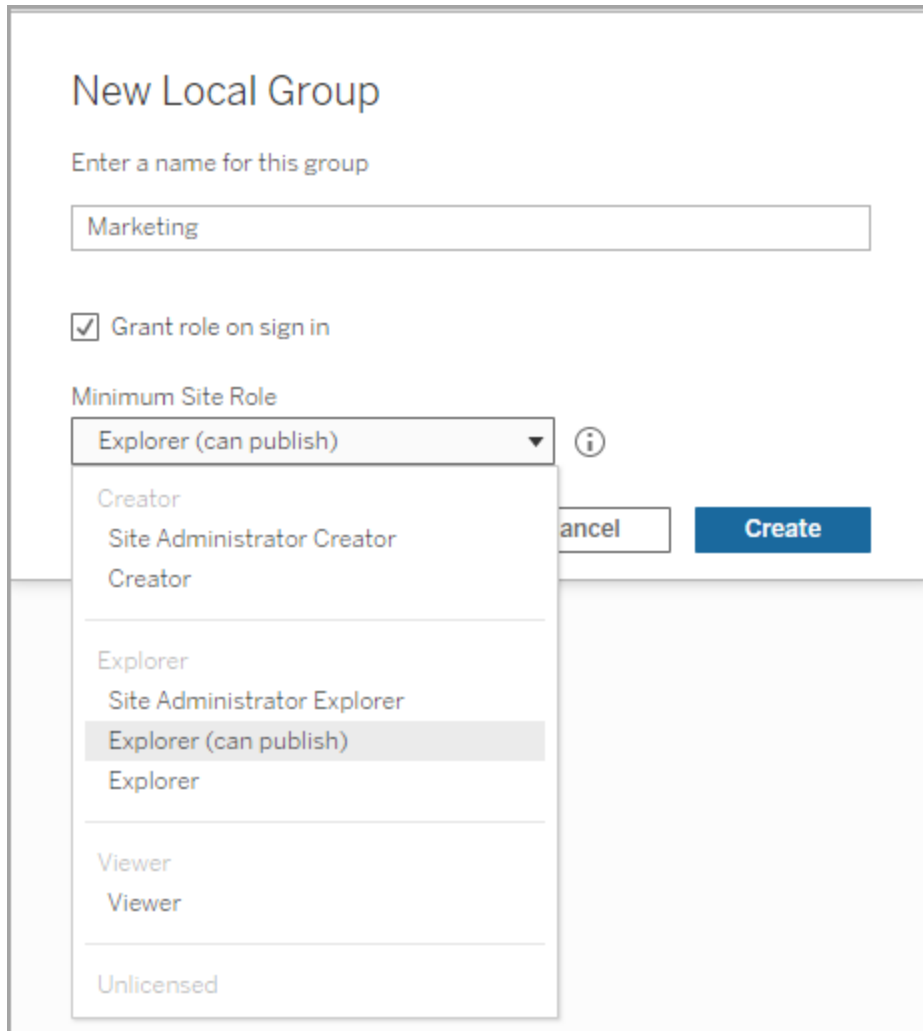 New Local Group
Enter a name for this group
Marketing
Grant role on sign in
Minimum Site Role
Explorer (can publish)
Creator
Site Administrator Creator
ancel
Create
Creator
Explorer
Site Administrator Explorer
Explorer (can publish)
Explorer
Viewer
Viewer
Unlicensed